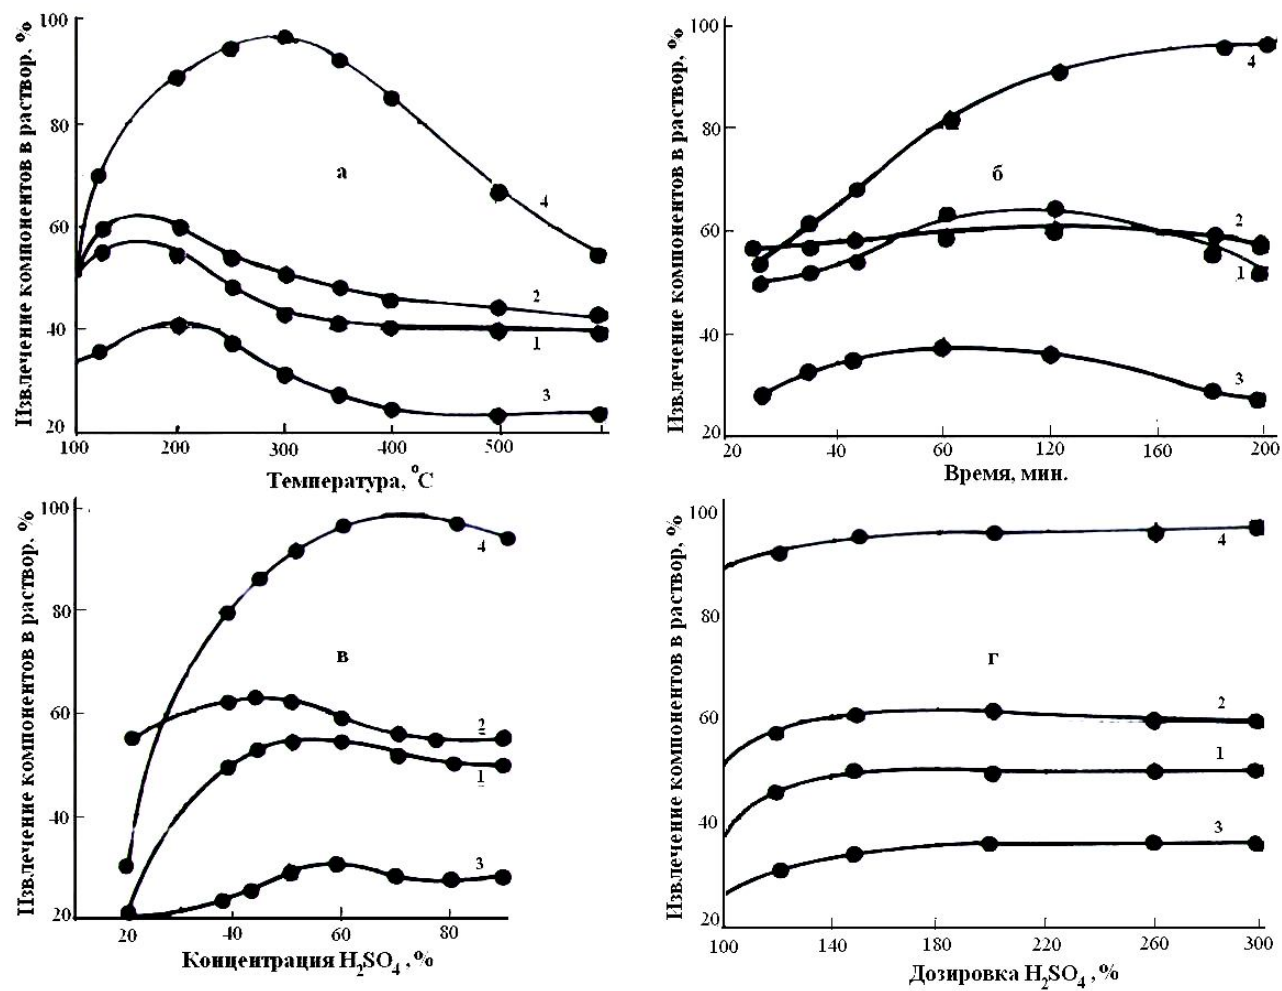 Извлечение компонентов в раствор. %
100
80
60
40
20
а
4
2
1
3
100 200 300 400 500
Температура, °С
Извлечение компонентов в раствор, %
100
80
60
40
20
б
4
2
1
3
20 40 60 120 160 200
Время, мин.
Извлечение компонентов в раствор. %
100
80
60
40
20
в
4
2
1
3
20 40 60 80
Концентрация H₂SO₄, %
Извлечение компонентов в раствор, %
100
80
60
40
20
г
4
2
1
3
100 140 180 220 260 300
Дозировка H₂SO₄, %